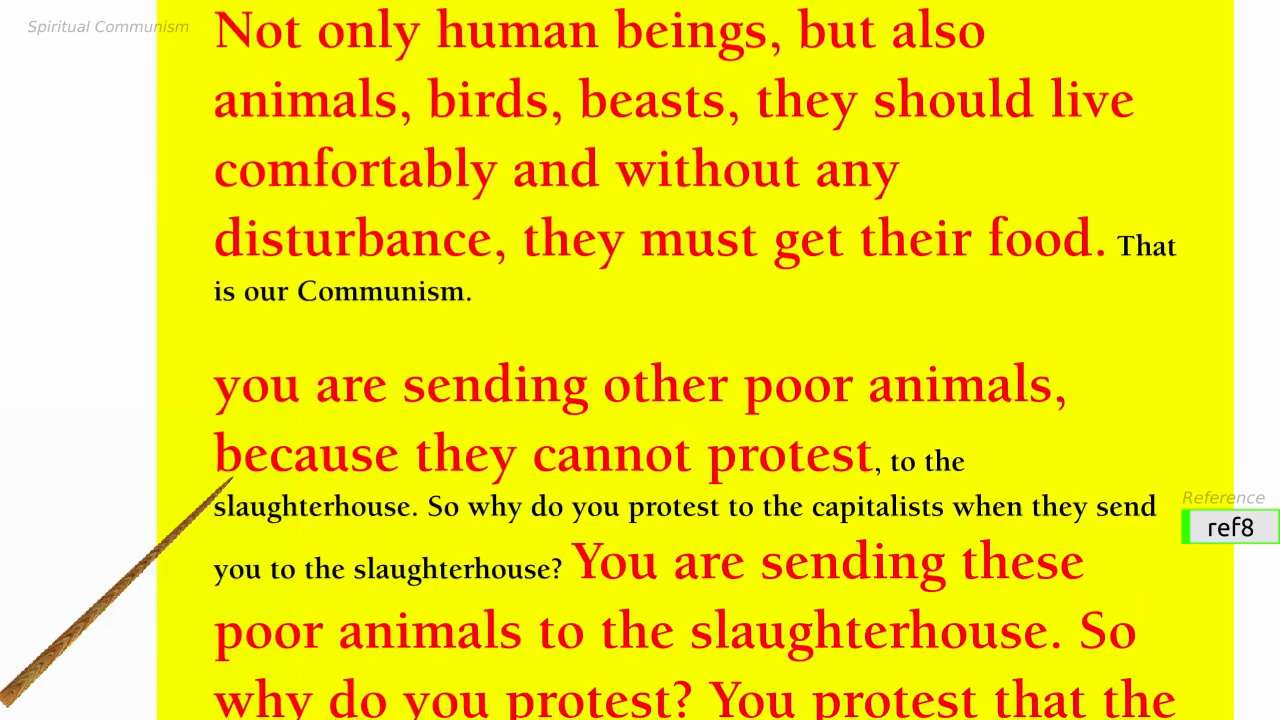 Spiritual Communism
Not only human beings, but also
animals, birds, beasts, they should live
comfortably and without any
disturbance, they must get their food. That
is our Communism.
you are sending other poor animals,
because they cannot protest, to the
slaughterhouse. So why do you protest to the capitalists when they send
you to the slaughterhouse? You are sending these
poor animals to the slaughterhouse. So
why do you protest? You protest that the
Reference
ref8